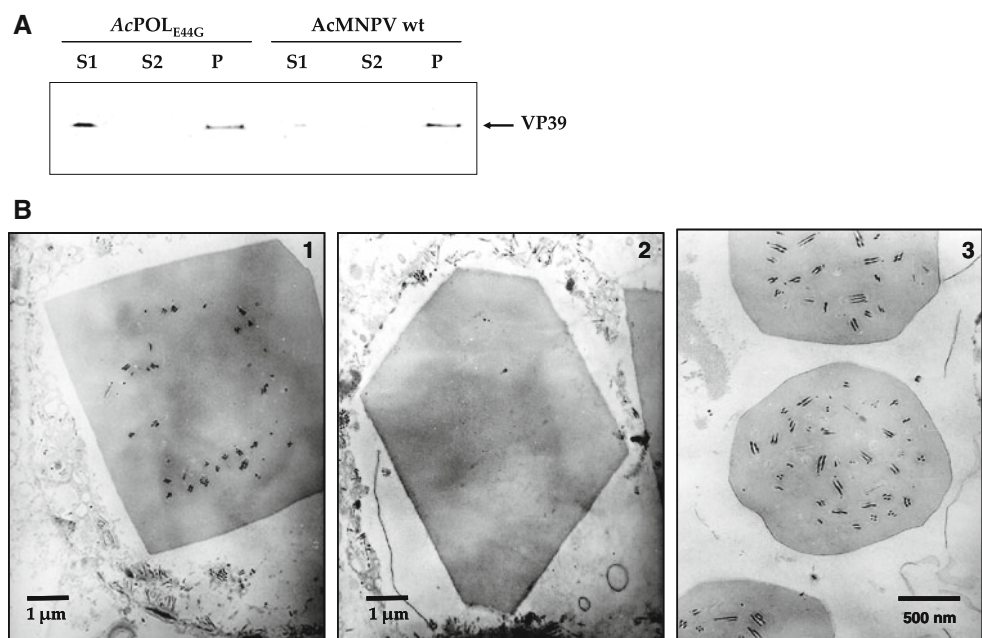 A
AcPOLE44G AcMNPV wt
S1 S2 P S1 S2 P
VP39
B
1 2 3
1 µm 1 µm 500 nm